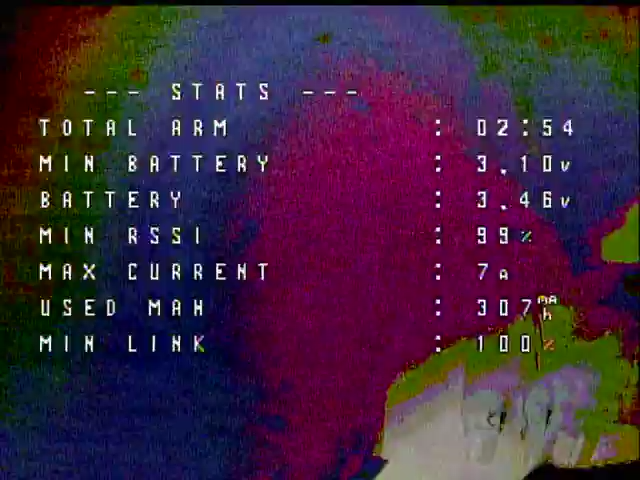 --- STATS ---
TOTAL ARM : 02:54
MIN BATTERY : 3.10V
BATTERY : 3.46V
MIN RSSI : 99%
MAX CURRENT : 7A
USED MAH : 307mAh
MIN LINK : 100%